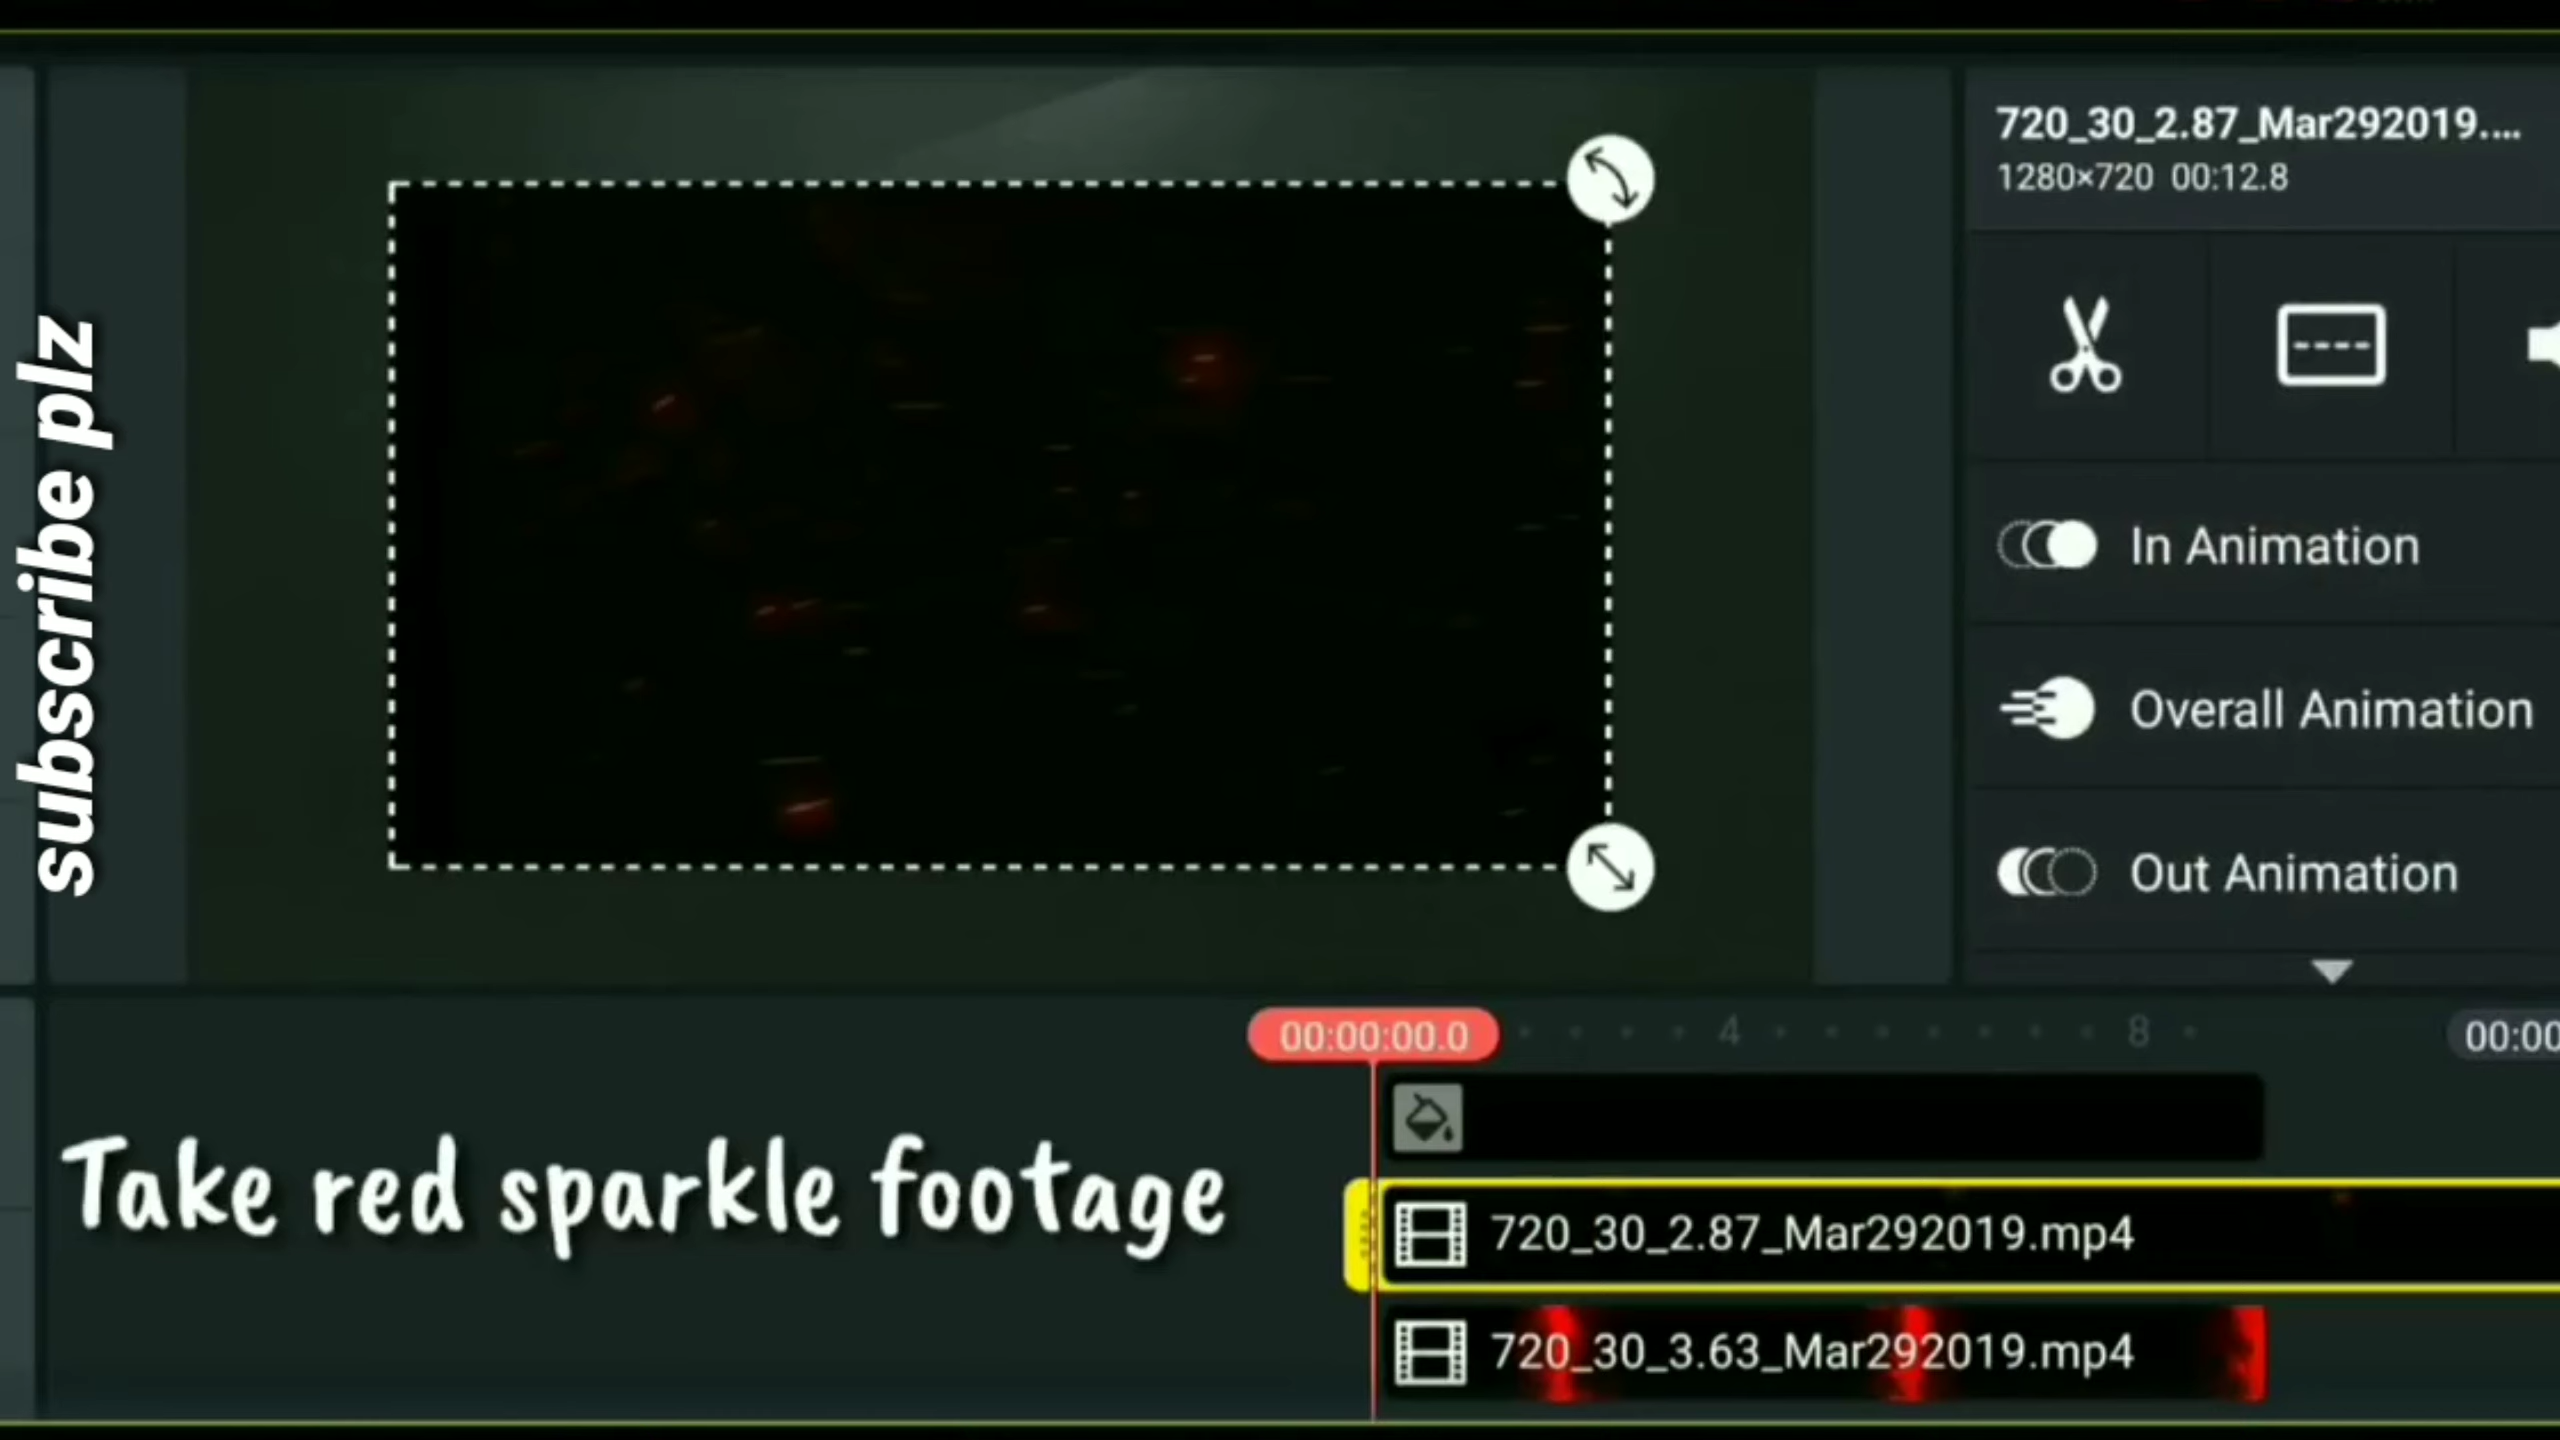 subscribe plz
720_30_2.87_Mar292019....
1280×720 00:12.8
In Animation
Overall Animation
Out Animation
00:00:00.0
4
8
00:00
Take red sparkle footage
720_30_2.87_Mar292019.mp4
720_30_3.63_Mar292019.mp4